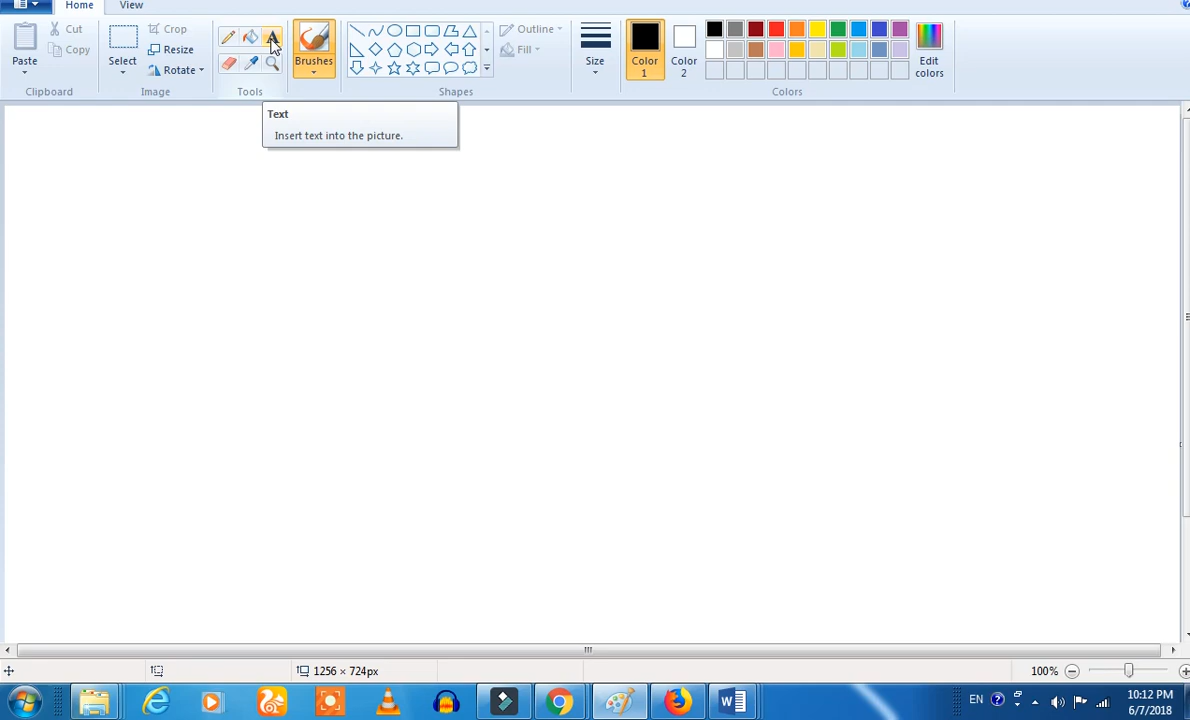 Home View
Cut
Copy
Paste
Clipboard
Select
Crop
Resize
Rotate
Image
A
Tools
Brushes
Shapes
Outline
Fill
Size
Color
1
Color
2
Edit
colors
Colors
Text
Insert text into the picture.
1256 × 724px
100%
EN
10:12 PM
6/7/2018